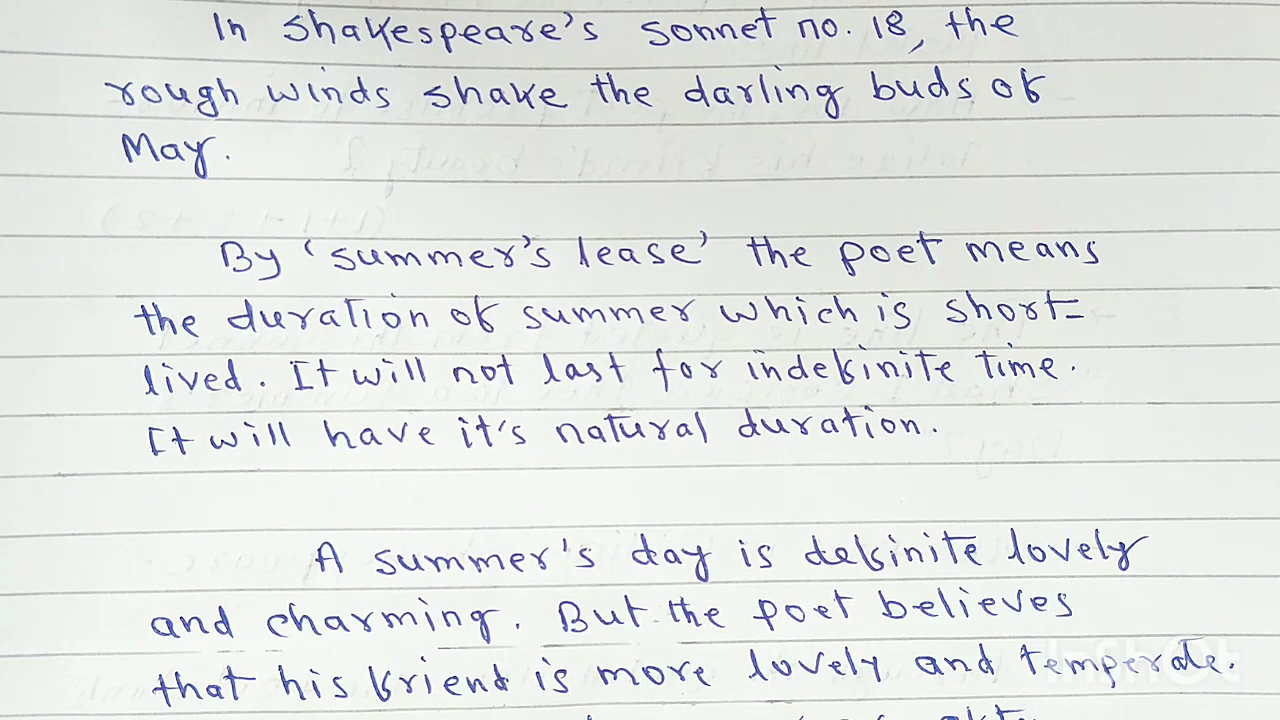 In Shakespeare's sonnet no. 18, the
rough winds shake the darling buds of
May.
By 'summer's lease' the poet means
the duration of summer which is short=
lived. It will not last for indefinite time.
It will have it's natural duration.
A summer's day is definite lovely
and charming. But the poet believes
that his friend is more lovely and temperate.